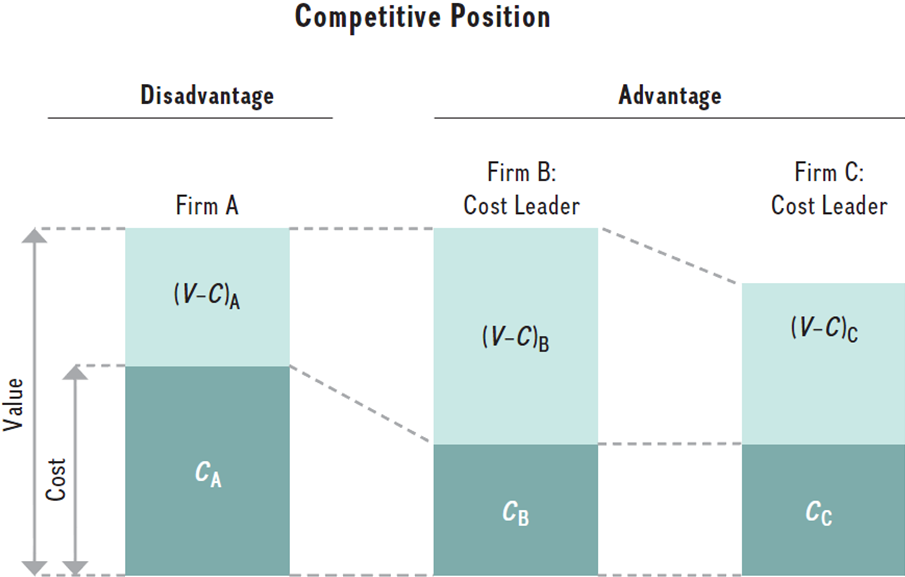 Competitive Position
Disadvantage
Advantage
Firm A
Firm B:
Cost Leader
Firm C:
Cost Leader
(V–C)A
(V–C)B
(V–C)C
Value
Cost
CA
CB
CC